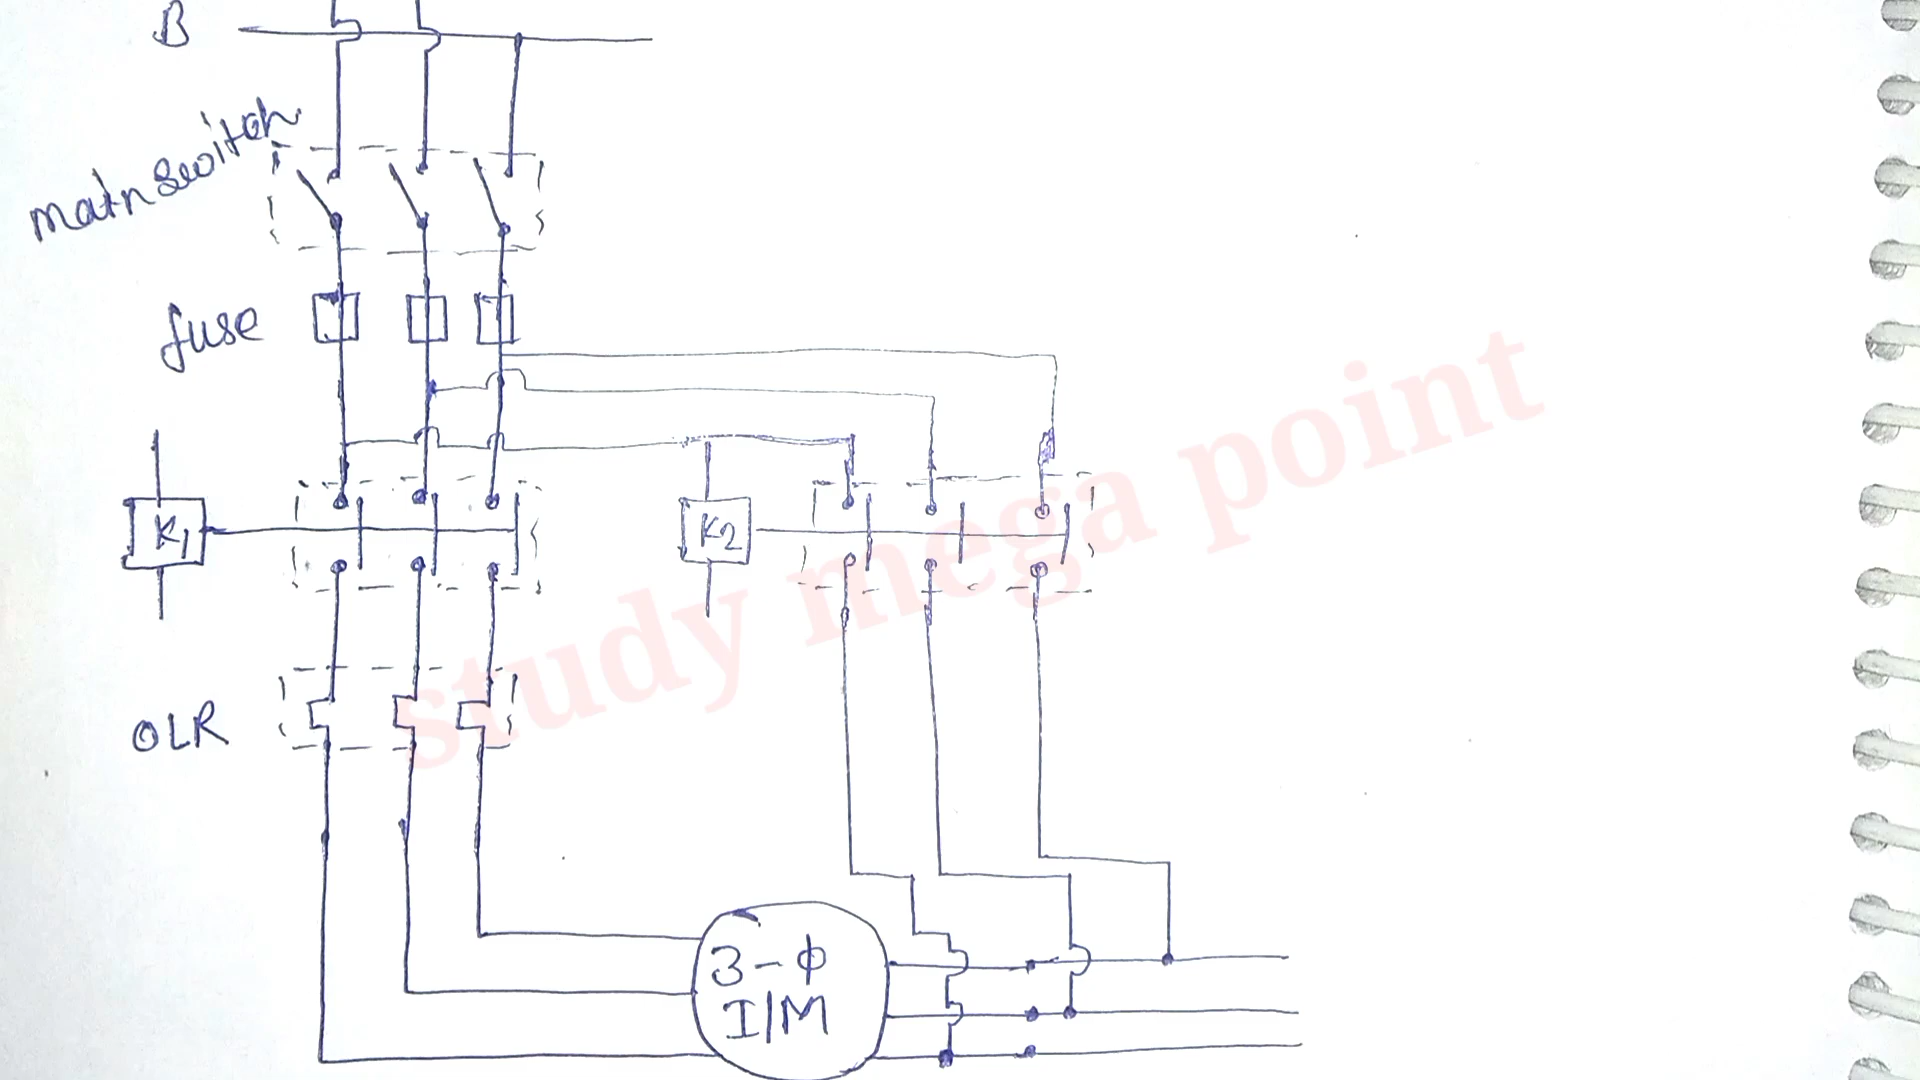 B
main switch
fuse
K1
K2
OLR
3-Φ
I/M
study mega point